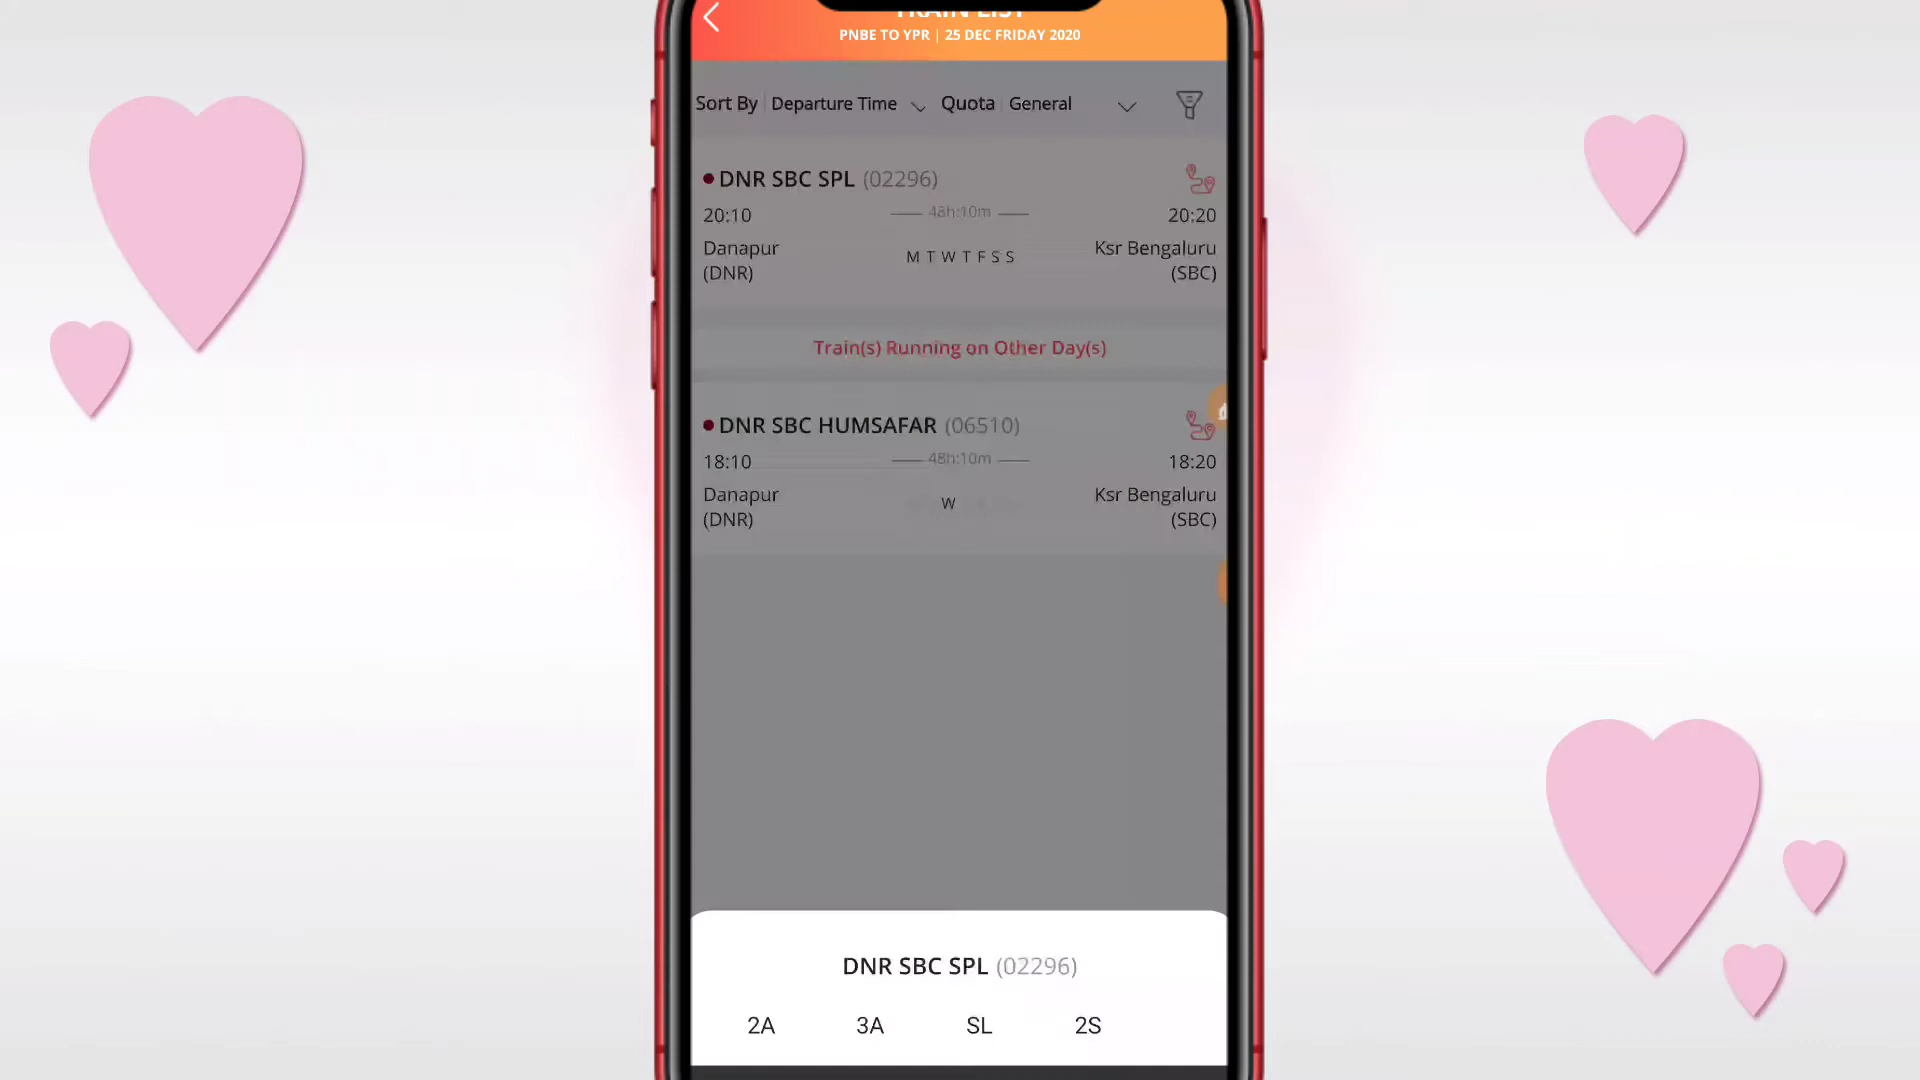 TRAIN LIST
PNBE TO YPR | 25 DEC FRIDAY 2020
Sort By Departure Time Quota General
DNR SBC SPL (02296)
20:10 48h:10m 20:20
Danapur (DNR) M T W T F S S Ksr Bengaluru (SBC)
Train(s) Running on Other Day(s)
DNR SBC HUMSAFAR (06510)
18:10 48h:10m 18:20
Danapur (DNR) W Ksr Bengaluru (SBC)
DNR SBC SPL (02296)
2A 3A SL 2S